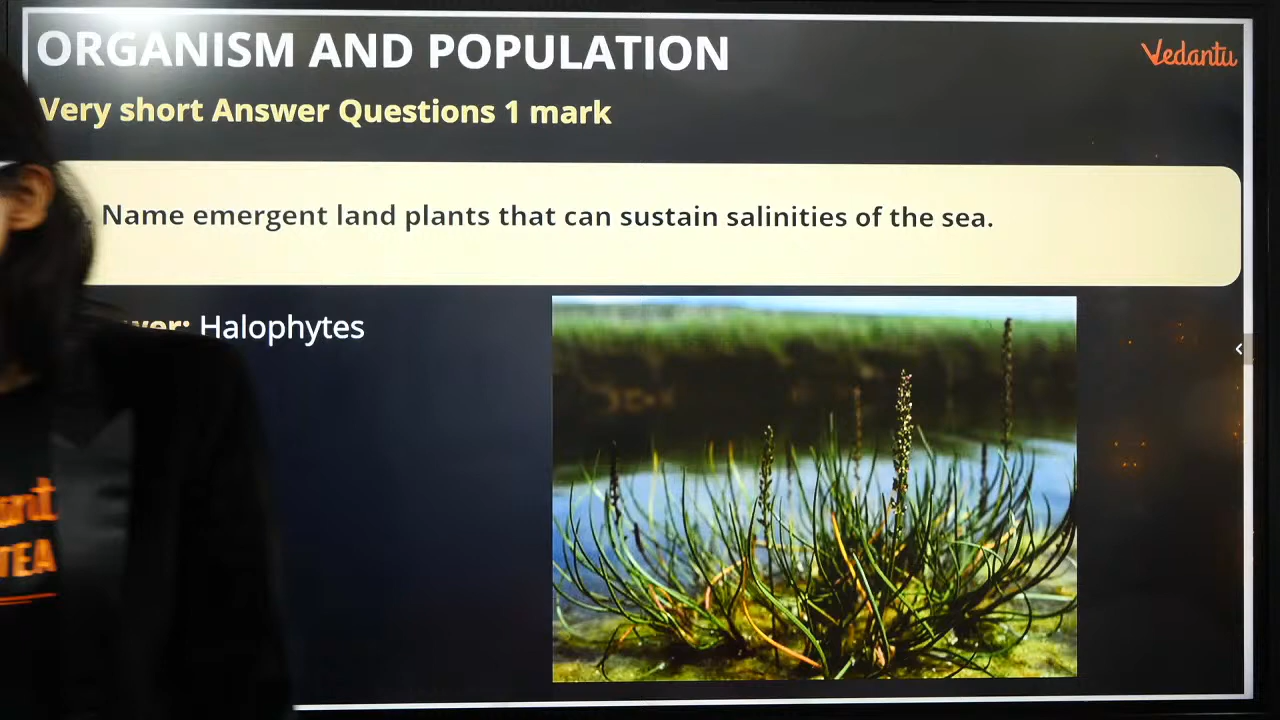 ORGANISM AND POPULATION
Vedantu
Very short Answer Questions 1 mark
Name emergent land plants that can sustain salinities of the sea.
Halophytes
TEA